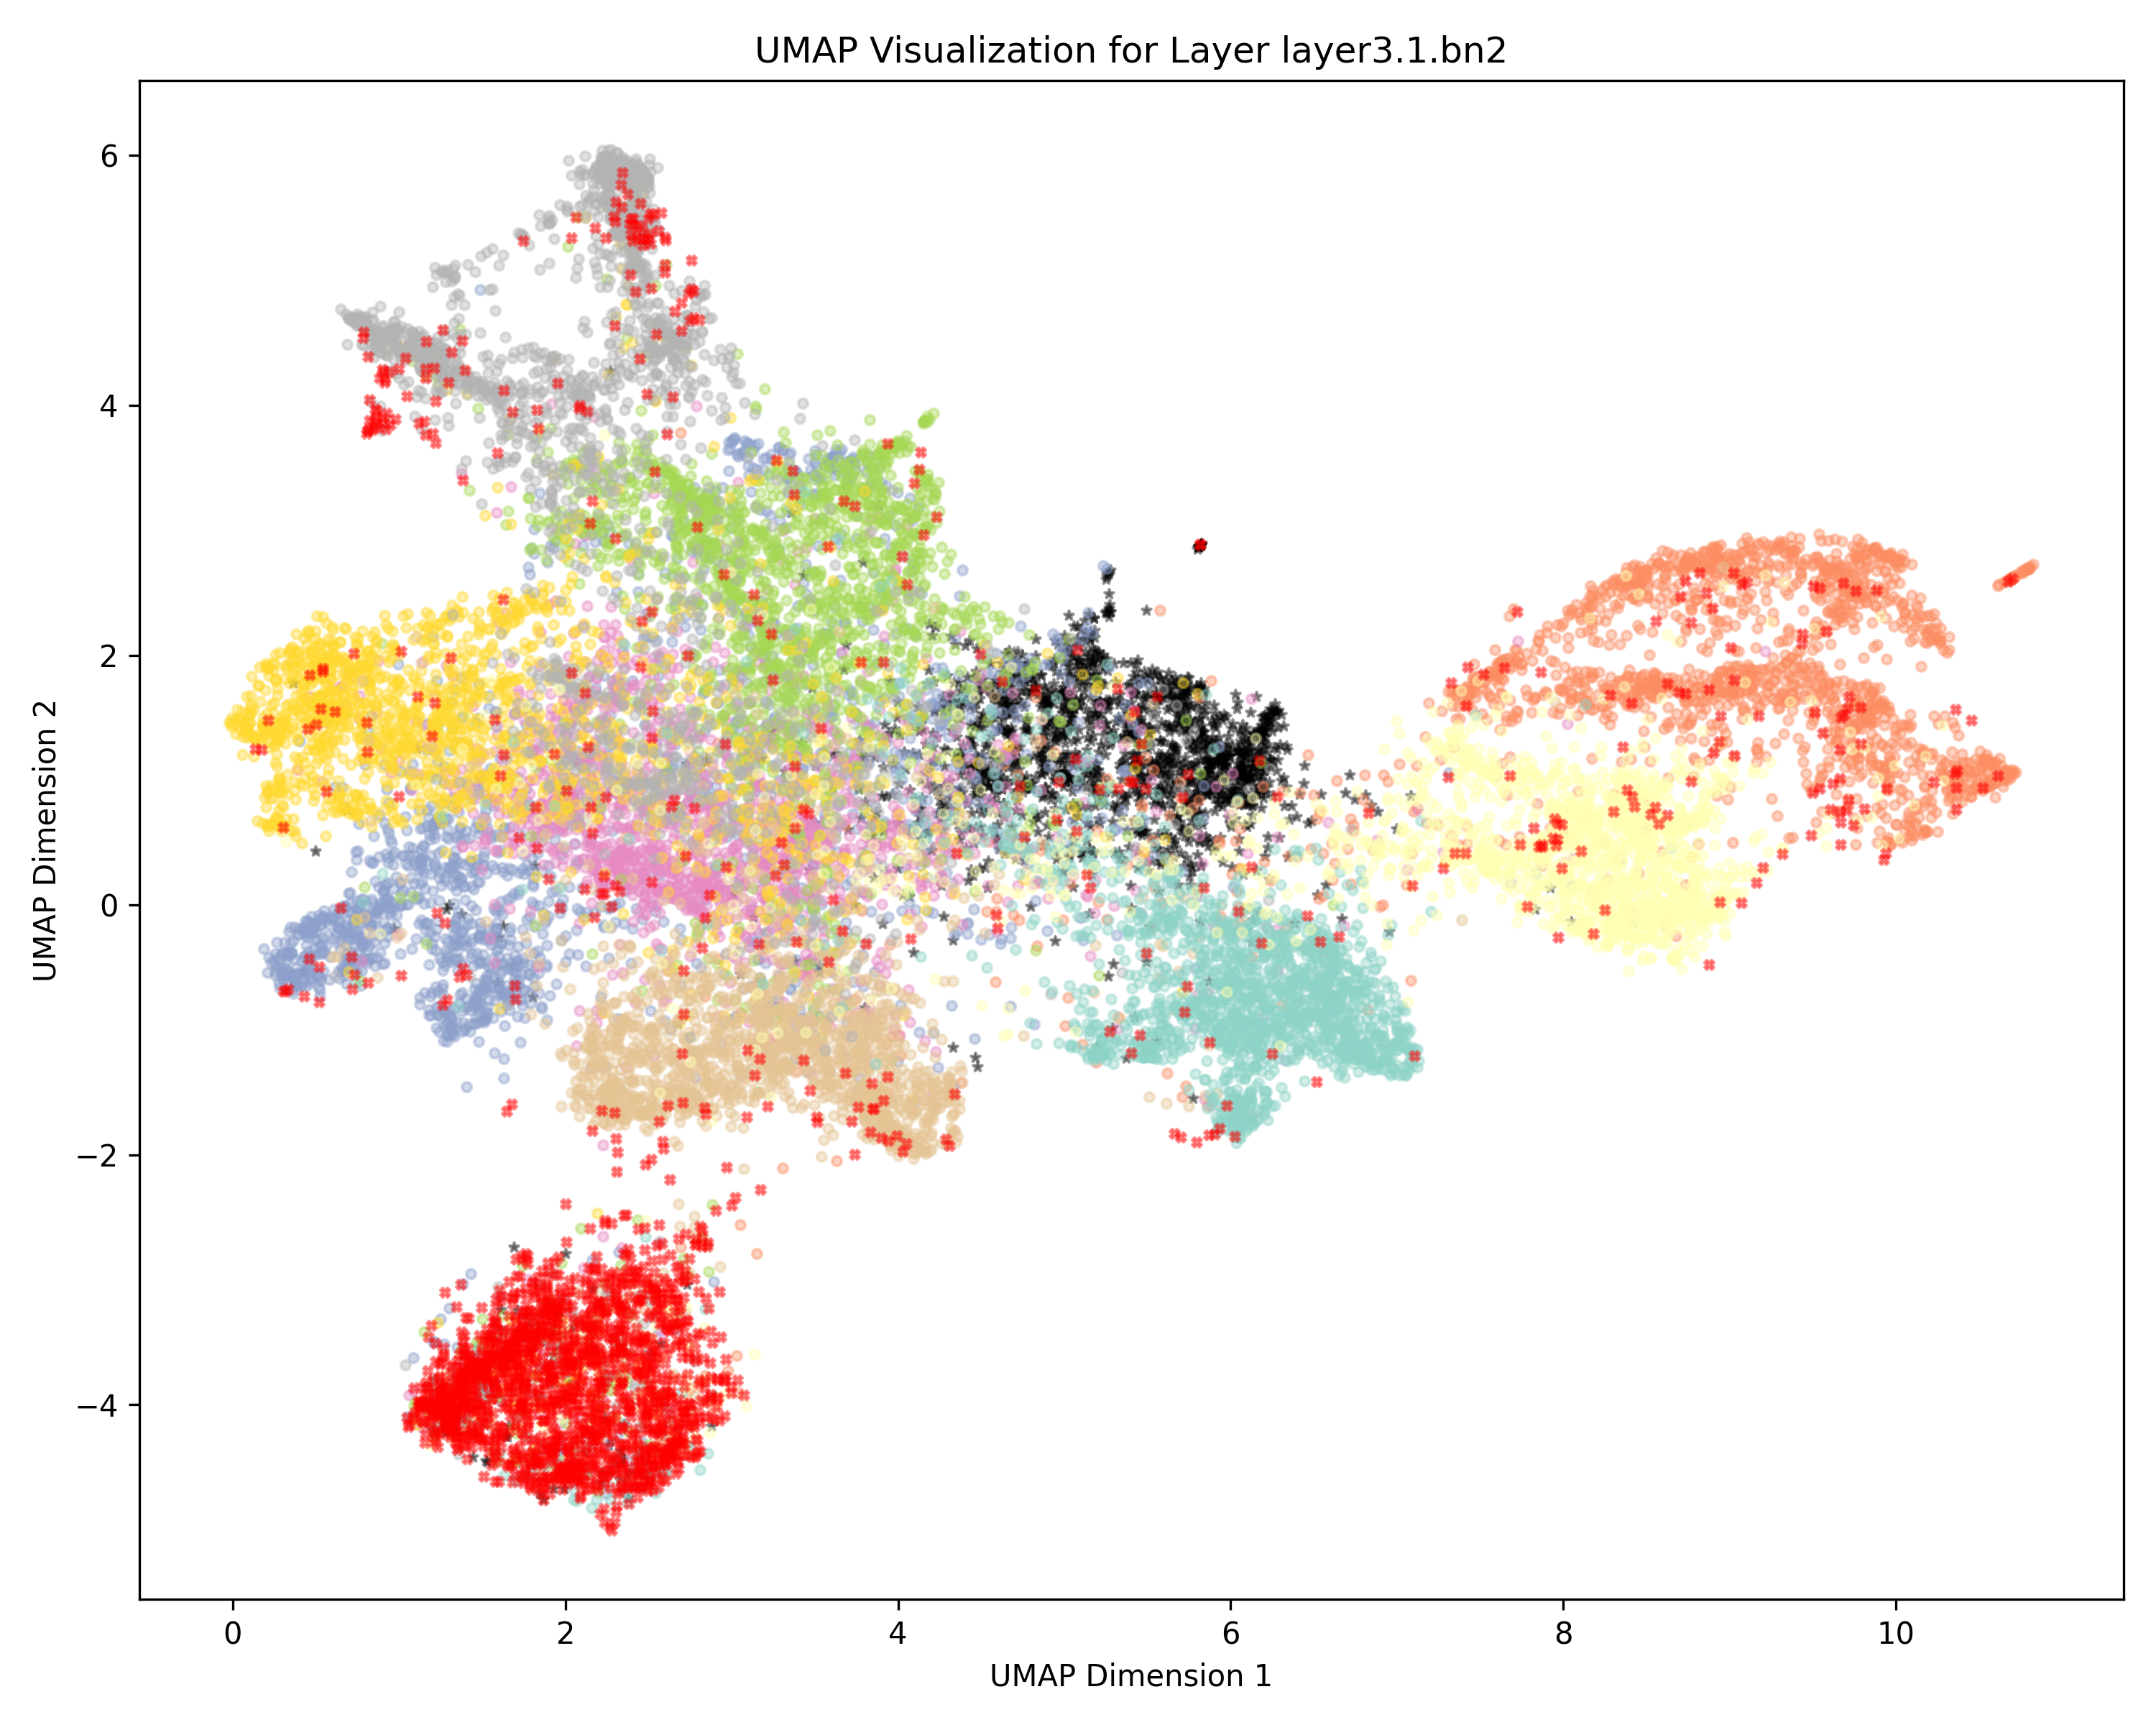 UMAP Visualization for Layer layer3.1.bn2
6
4
2
0
−2
−4
UMAP Dimension 2
0 2 4 6 8 10
UMAP Dimension 1